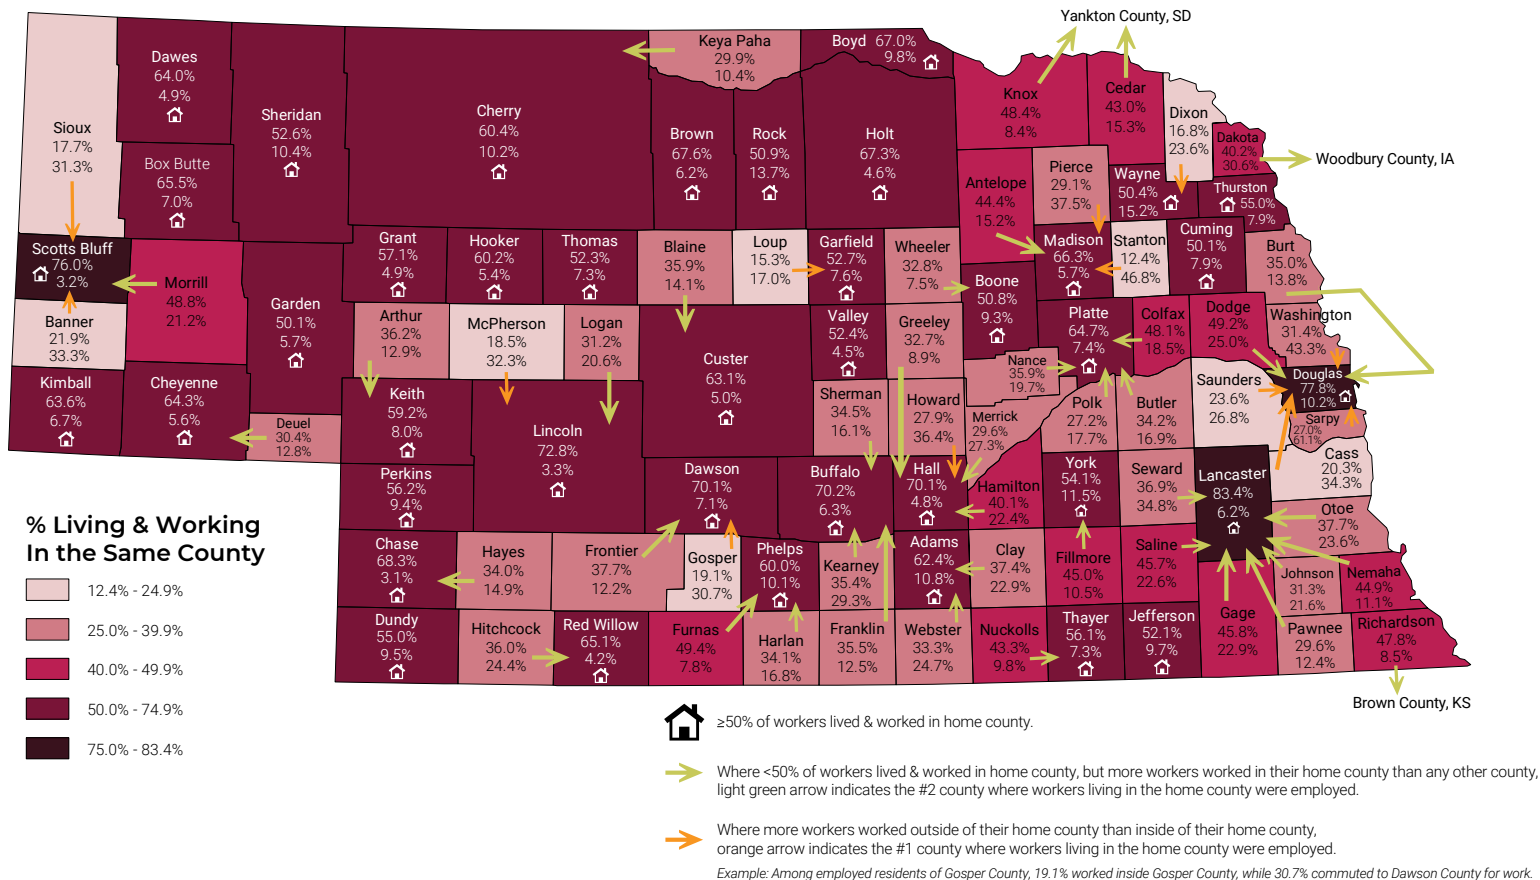 Yankton County, SD
Keya Paha
29.9%
10.4%
Boyd 67.0%
9.8%
Dawes
64.0%
4.9%
Sioux
17.7%
31.3%
Sheridan
52.6%
10.4%
Cherry
60.4%
10.2%
Box Butte
65.5%
7.0%
Brown
67.6%
6.2%
Rock
50.9%
13.7%
Holt
67.3%
4.6%
Knox
48.4%
8.4%
Cedar
43.0%
15.3%
Dixon
16.8%
23.6%
Dakota
40.2%
30.6%
Woodbury County, IA
Antelope
44.4%
15.2%
Pierce
29.1%
37.5%
Wayne
50.4%
15.2%
Thurston
55.0%
7.9%
Scotts Bluff
76.0%
3.2%
Morrill
48.8%
21.2%
Garden
50.1%
5.7%
Grant
57.1%
4.9%
Hooker
60.2%
5.4%
Thomas
52.3%
7.3%
Blaine
35.9%
14.1%
Loup
15.3%
17.0%
Garfield
52.7%
7.6%
Wheeler
32.8%
7.5%
Boone
50.8%
9.3%
Madison
66.3%
5.7%
Stanton
12.4%
46.8%
Cuming
50.1%
7.9%
Burt
35.0%
13.8%
Banner
21.9%
33.3%
Arthur
36.2%
12.9%
McPherson
18.5%
32.3%
Logan
31.2%
20.6%
Custer
63.1%
5.0%
Valley
52.4%
4.5%
Greeley
32.7%
8.9%
Platte
64.7%
7.4%
Colfax
48.1%
18.5%
Dodge
49.2%
25.0%
Washington
31.4%
43.3%
Nance
35.9%
19.7%
Kimball
63.6%
6.7%
Cheyenne
64.3%
5.6%
Deuel
30.4%
12.8%
Keith
59.2%
8.0%
Lincoln
72.8%
3.3%
Sherman
34.5%
16.1%
Howard
27.9%
36.4%
Merrick
29.6%
27.3%
Polk
27.2%
17.7%
Butler
34.2%
16.9%
Saunders
23.6%
26.8%
Douglas
77.8%
10.2%
Sarpy
27.0%
61.1%
Cass
20.3%
34.3%
Perkins
56.2%
9.4%
Dawson
70.1%
7.1%
Buffalo
70.2%
6.3%
Hall
70.1%
4.8%
Hamilton
40.1%
22.4%
York
54.1%
11.5%
Seward
36.9%
34.8%
Lancaster
83.4%
6.2%
Otoe
37.7%
23.6%
Chase
68.3%
3.1%
Hayes
34.0%
14.9%
Frontier
37.7%
12.2%
Gosper
19.1%
30.7%
Phelps
60.0%
10.1%
Kearney
35.4%
29.3%
Adams
62.4%
10.8%
Clay
37.4%
22.9%
Fillmore
45.0%
10.5%
Saline
45.7%
22.6%
Johnson
31.3%
21.6%
Nemaha
44.9%
11.1%
Dundy
55.0%
9.5%
Hitchcock
36.0%
24.4%
Red Willow
65.1%
4.2%
Furnas
49.4%
7.8%
Harlan
34.1%
16.8%
Franklin
35.5%
12.5%
Webster
33.3%
24.7%
Nuckolls
43.3%
9.8%
Thayer
56.1%
7.3%
Jefferson
52.1%
9.7%
Gage
45.8%
22.9%
Pawnee
29.6%
12.4%
Richardson
47.8%
8.5%
Brown County, KS
% Living & Working
In the Same County
12.4% - 24.9%
25.0% - 39.9%
40.0% - 49.9%
50.0% - 74.9%
75.0% - 83.4%
≥50% of workers lived & worked in home county.
Where <50% of workers lived & worked in home county, but more workers worked in their home county than any other county,
light green arrow indicates the #2 county where workers living in the home county were employed.
Where more workers worked outside of their home county than inside of their home county,
orange arrow indicates the #1 county where workers living in the home county were employed.
Example: Among employed residents of Gosper County, 19.1% worked inside Gosper County, while 30.7% commuted to Dawson County for work.